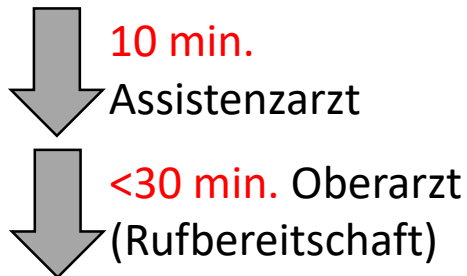 10 min.
Assistenzarzt
<30 min. Oberarzt
(Rufbereitschaft)